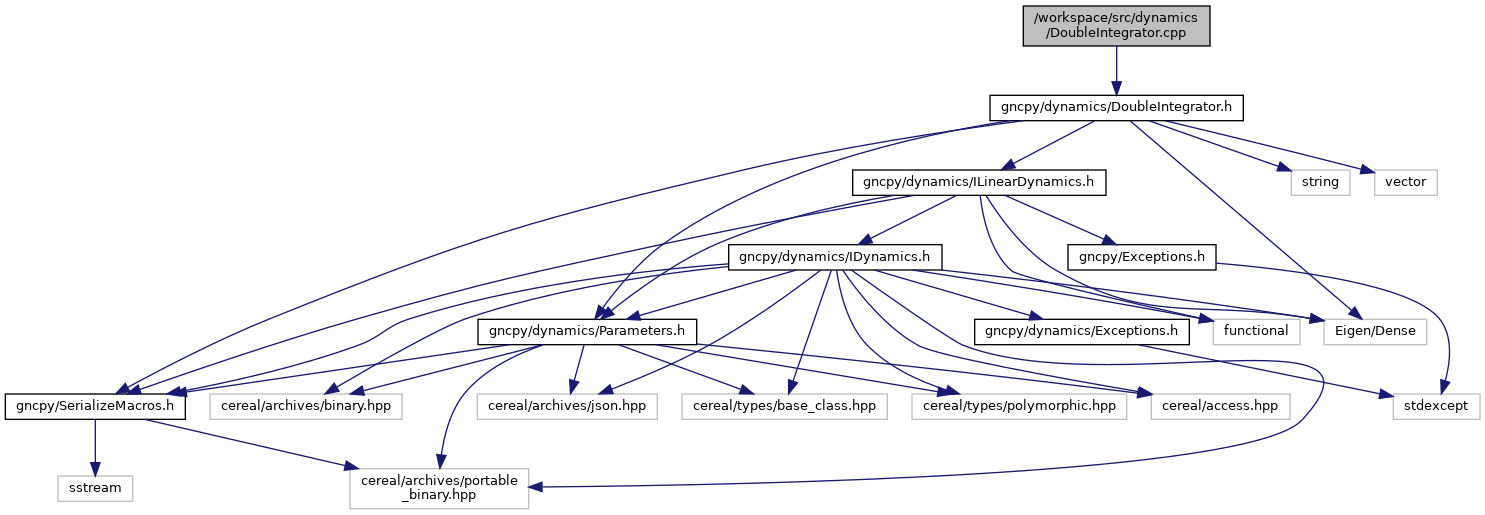 /workspace/src/dynamics
/DoubleIntegrator.cpp
gncpy/dynamics/DoubleIntegrator.h
gncpy/dynamics/ILinearDynamics.h
string
vector
gncpy/dynamics/IDynamics.h
gncpy/Exceptions.h
gncpy/dynamics/Parameters.h
gncpy/dynamics/Exceptions.h
functional
Eigen/Dense
gncpy/SerializeMacros.h
cereal/archives/binary.hpp
cereal/archives/json.hpp
cereal/types/base_class.hpp
cereal/types/polymorphic.hpp
cereal/access.hpp
stdexcept
sstream
cereal/archives/portable
_binary.hpp